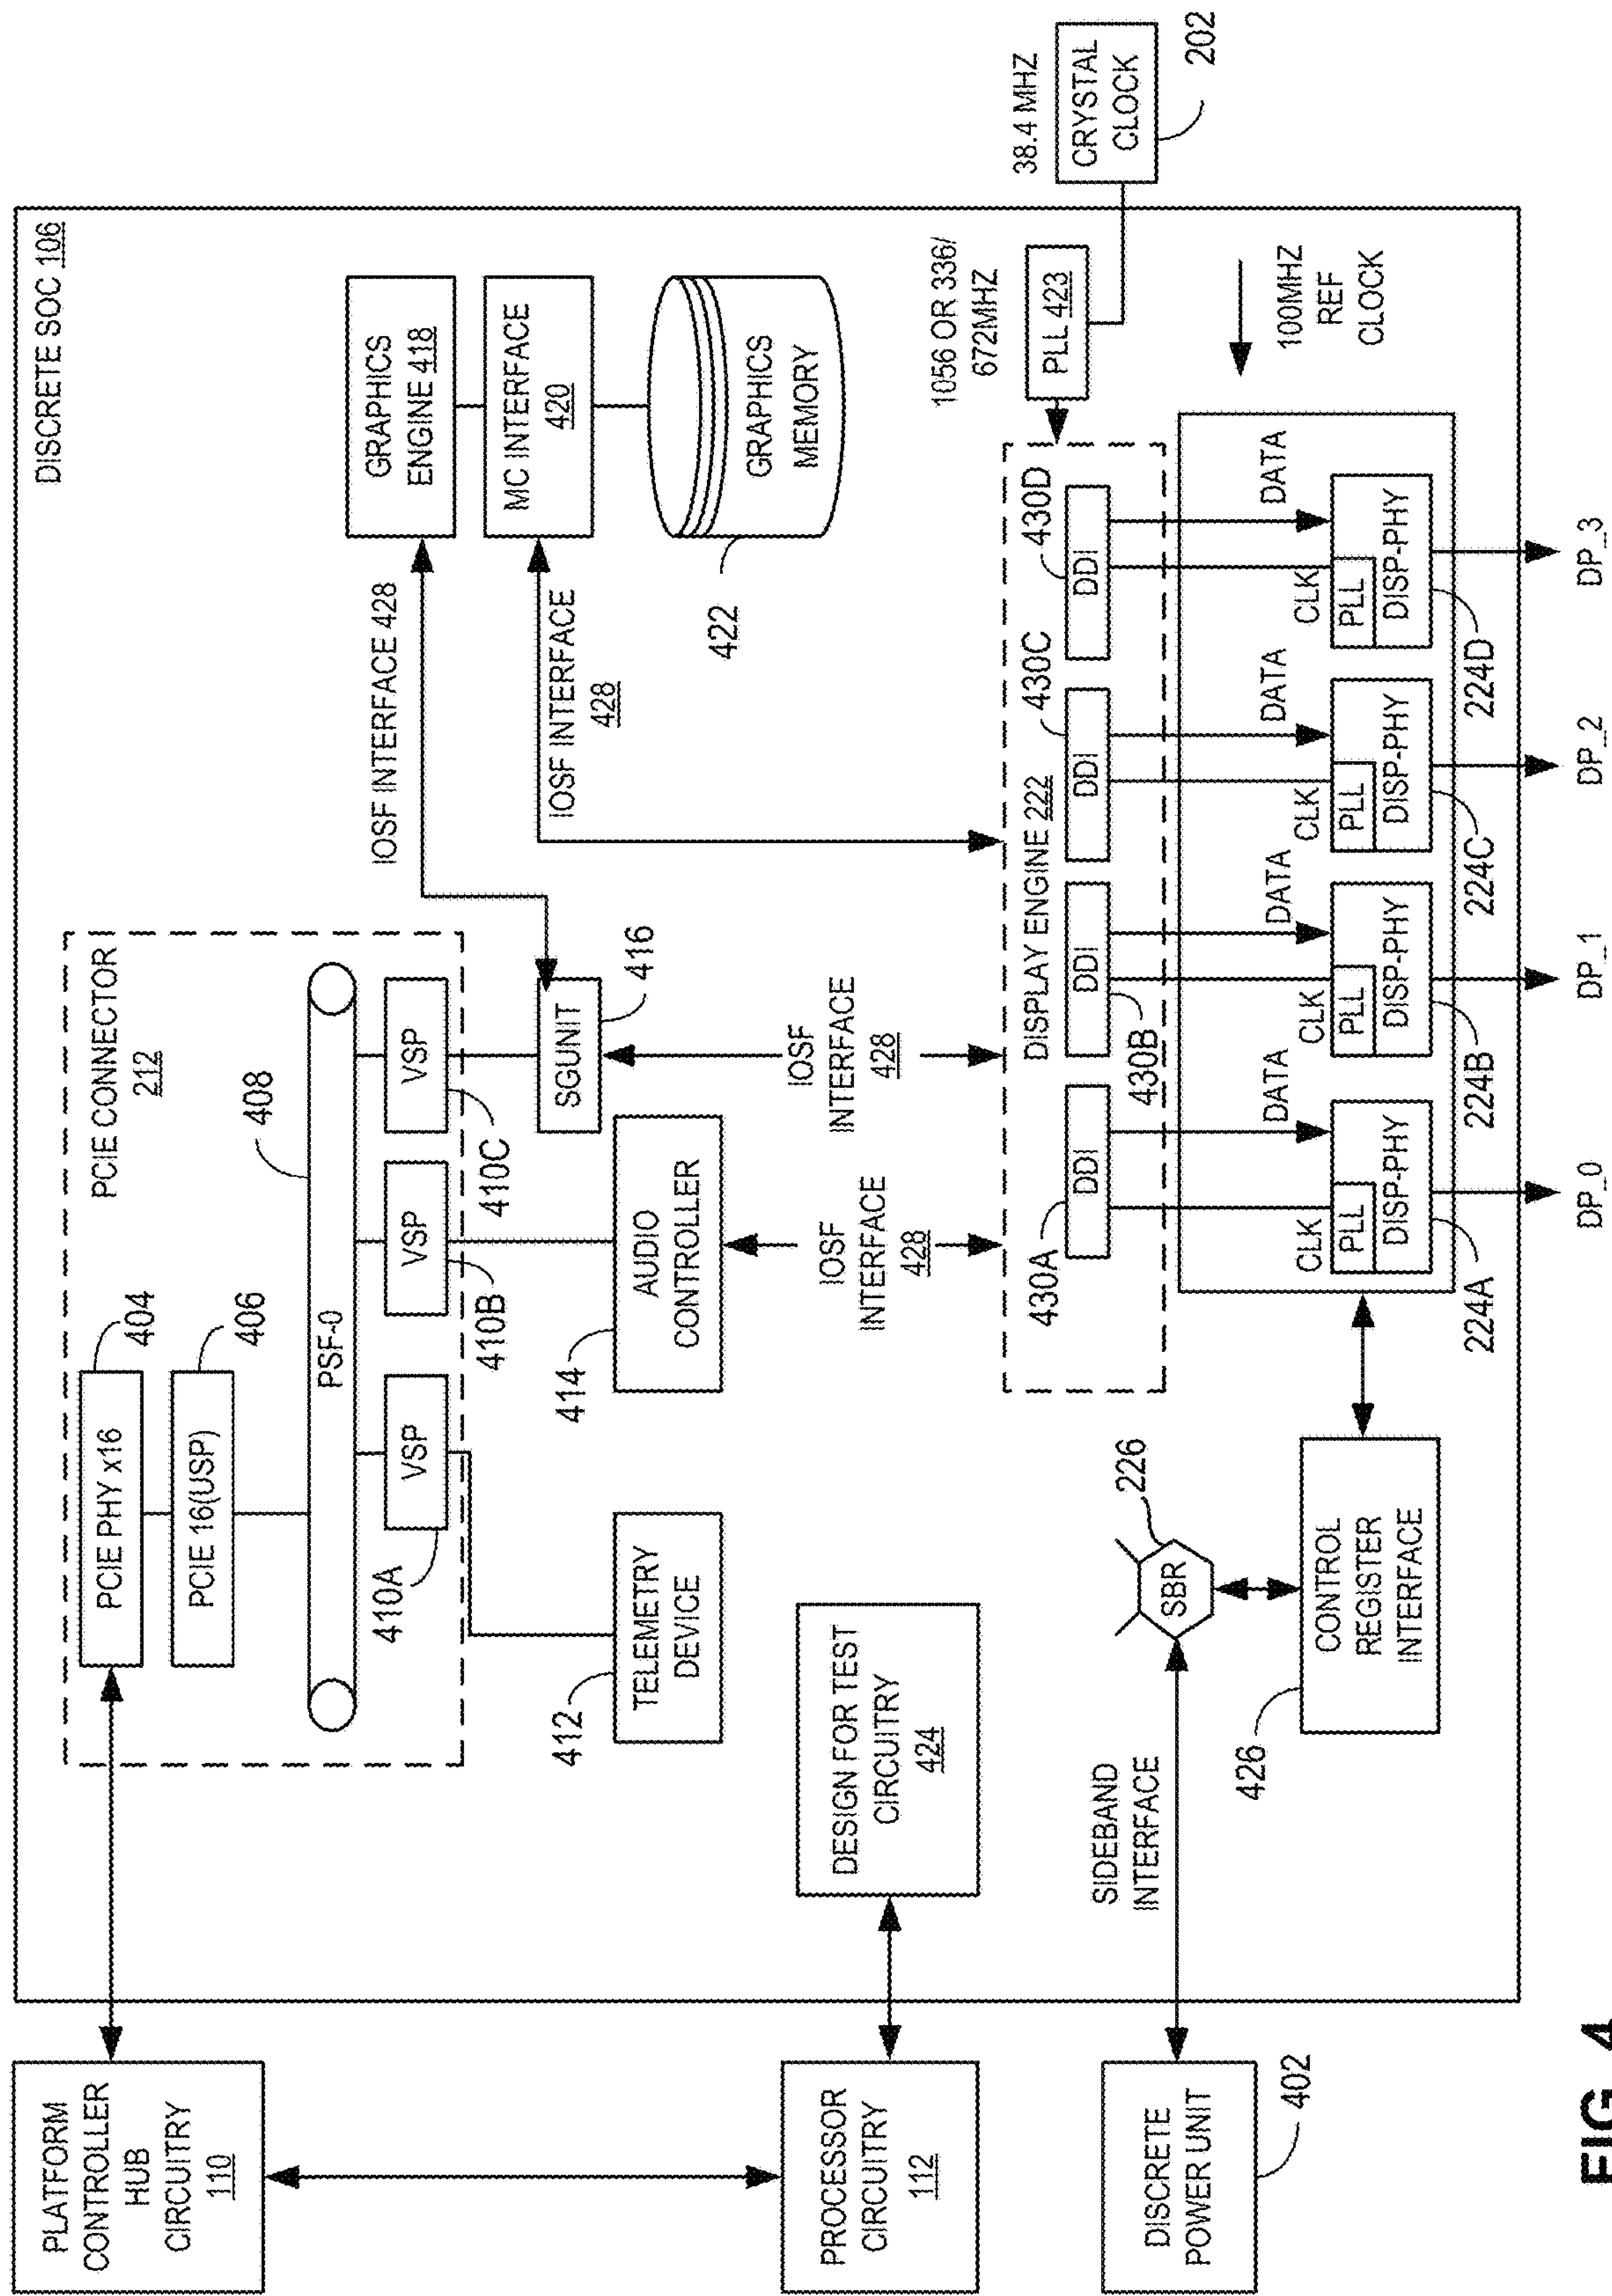 DISCRETE SOC 106
PLATFORM
CONTROLLER
HUB
CIRCUITRY
110
PROCESSOR
CIRCUITRY
112
DISCRETE
POWER UNIT
402
PCIE CONNECTOR
212
PCIE PHY x16
404
PCIE 16(USP)
406
PSF-0
408
VSP
410A
VSP
410B
VSP
410C
TELEMETRY
DEVICE
412
AUDIO
CONTROLLER
414
SGUNIT
416
IOSF INTERFACE 428
IOSF INTERFACE
428
GRAPHICS
ENGINE 418
MC INTERFACE
420
GRAPHICS
MEMORY
422
DESIGN FOR TEST
CIRCUITRY
424
IOSF
INTERFACE
428
IOSF
INTERFACE
428
1056 OR 336/
672MHZ
PLL 423
38.4 MHZ
CRYSTAL
CLOCK
202
SIDEBAND
INTERFACE
SBR
226
CONTROL
REGISTER
INTERFACE
426
DISPLAY ENGINE 222
430A
DDI
430B
DDI
430C
DDI
430D
DDI
100MHZ
REF
CLOCK
CLK
DATA
PLL
DISP-PHY
224A
CLK
DATA
PLL
DISP-PHY
224B
CLK
DATA
PLL
DISP-PHY
224C
CLK
DATA
PLL
DISP-PHY
224D
DP_0
DP_1
DP_2
DP_3
FIG. 4